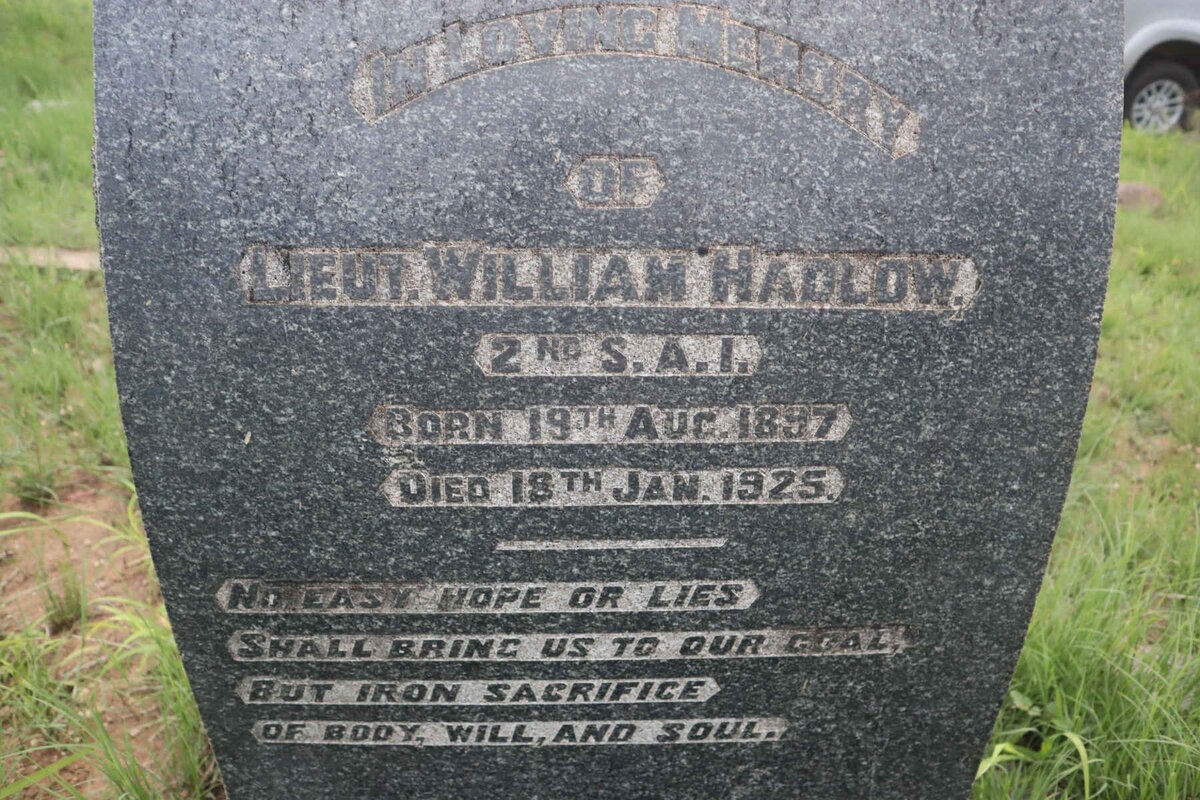 IN LOVING MEMORY
OF
LIEUT. WILLIAM HADLOW,
2ND S.A.I.
BORN 19TH AUG. 1897
DIED 18TH JAN. 1925.
NO EASY HOPE OR LIES
SHALL BRING US TO OUR GOAL,
BUT IRON SACRIFICE
OF BODY, WILL, AND SOUL.